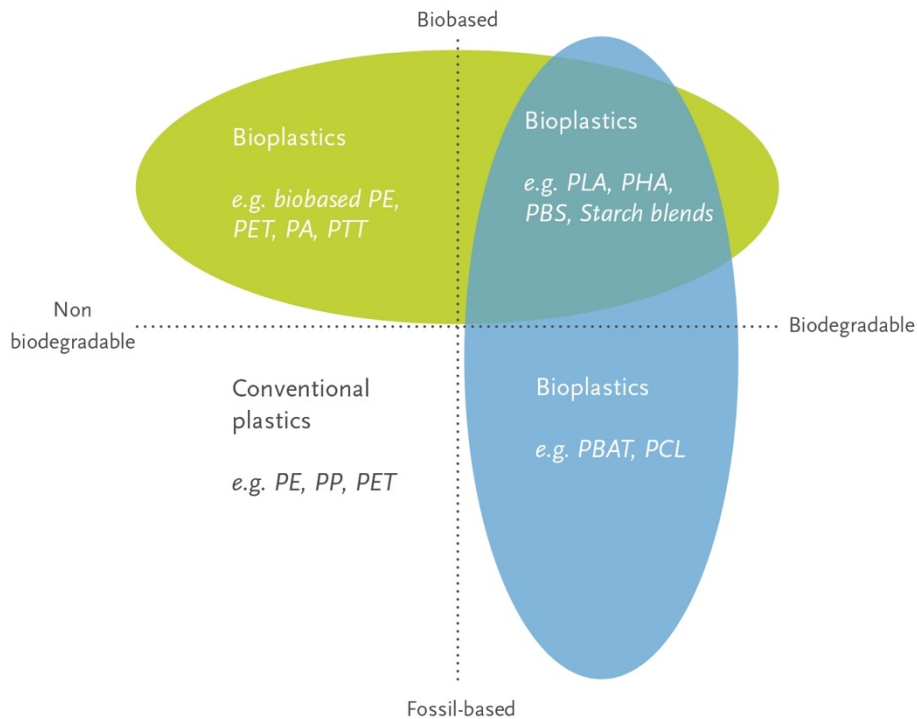 Biobased
Bioplastics
e.g. biobased PE,
PET, PA, PTT
Bioplastics
e.g. PLA, PHA,
PBS, Starch blends
Non
biodegradable
Biodegradable
Conventional
plastics
e.g. PE, PP, PET
Bioplastics
e.g. PBAT, PCL
Fossil-based